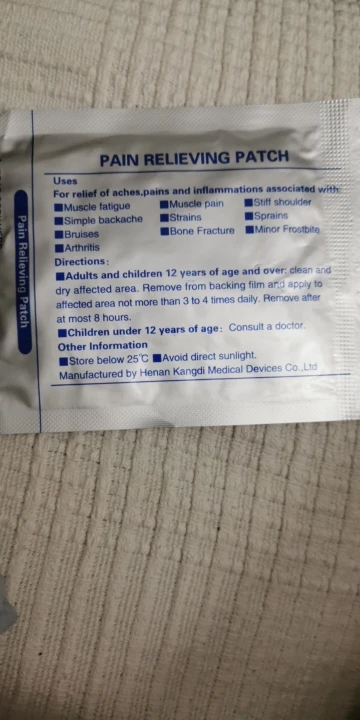 PAIN RELIEVING PATCH
Uses
For relief of aches,pains and inflammations associated with:
■Muscle fatigue ■Muscle pain ■Stiff shoulder
■Simple backache ■Strains ■Sprains
■Bruises ■Bone Fracture ■Minor Frostbite
■Arthritis
Directions:
■Adults and children 12 years of age and over: clean and
dry affected area. Remove from backing film and apply to
affected area not more than 3 to 4 times daily. Remove after
at most 8 hours.
■Children under 12 years of age: Consult a doctor.
Other Information
■Store below 25℃ ■Avoid direct sunlight.
Manufactured by Henan Kangdi Medical Devices Co.,Ltd
Pain Relieving Patch